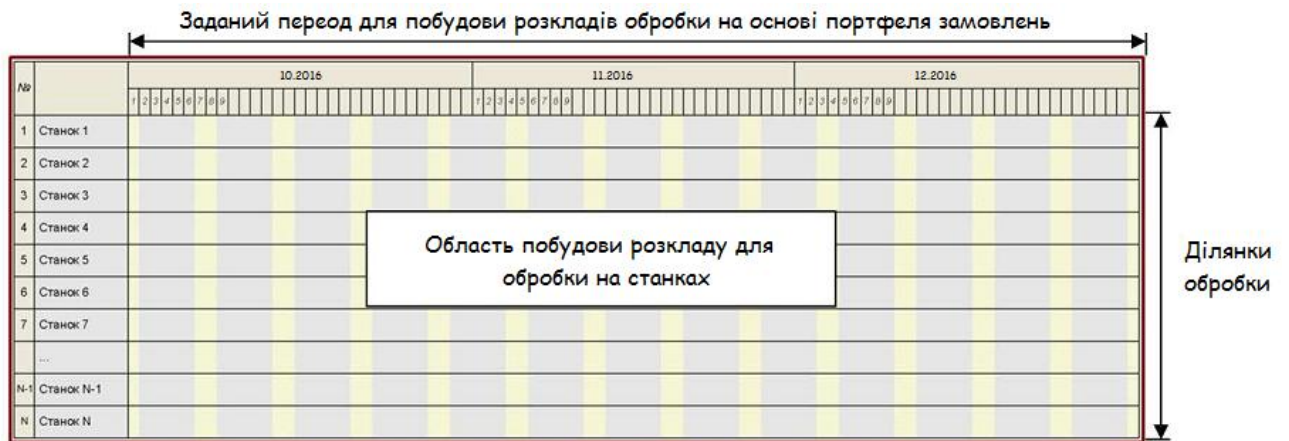 Заданий переод для побудови розкладів обробки на основі портфеля замовлень
№ 10.2016 11.2016 12.2016
1 2 3 4 5 6 7 8 9 1 2 3 4 5 6 7 8 9 1 2 3 4 5 6 7 8 9
1 Станок 1
2 Станок 2
3 Станок 3
4 Станок 4
5 Станок 5
6 Станок 6
7 Станок 7
...
N-1 Станок N-1
N Станок N
Область побудови розкладу для
обробки на станках
Ділянки
обробки